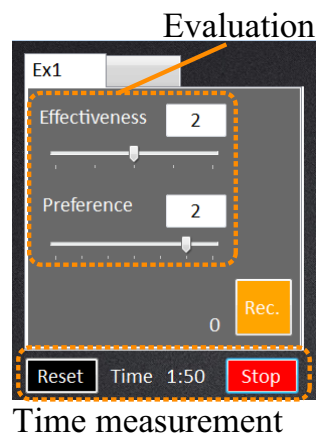 Evaluation
Ex1
Effectiveness 2
Preference 2
Rec.
0
Reset Time 1:50 Stop
Time measurement